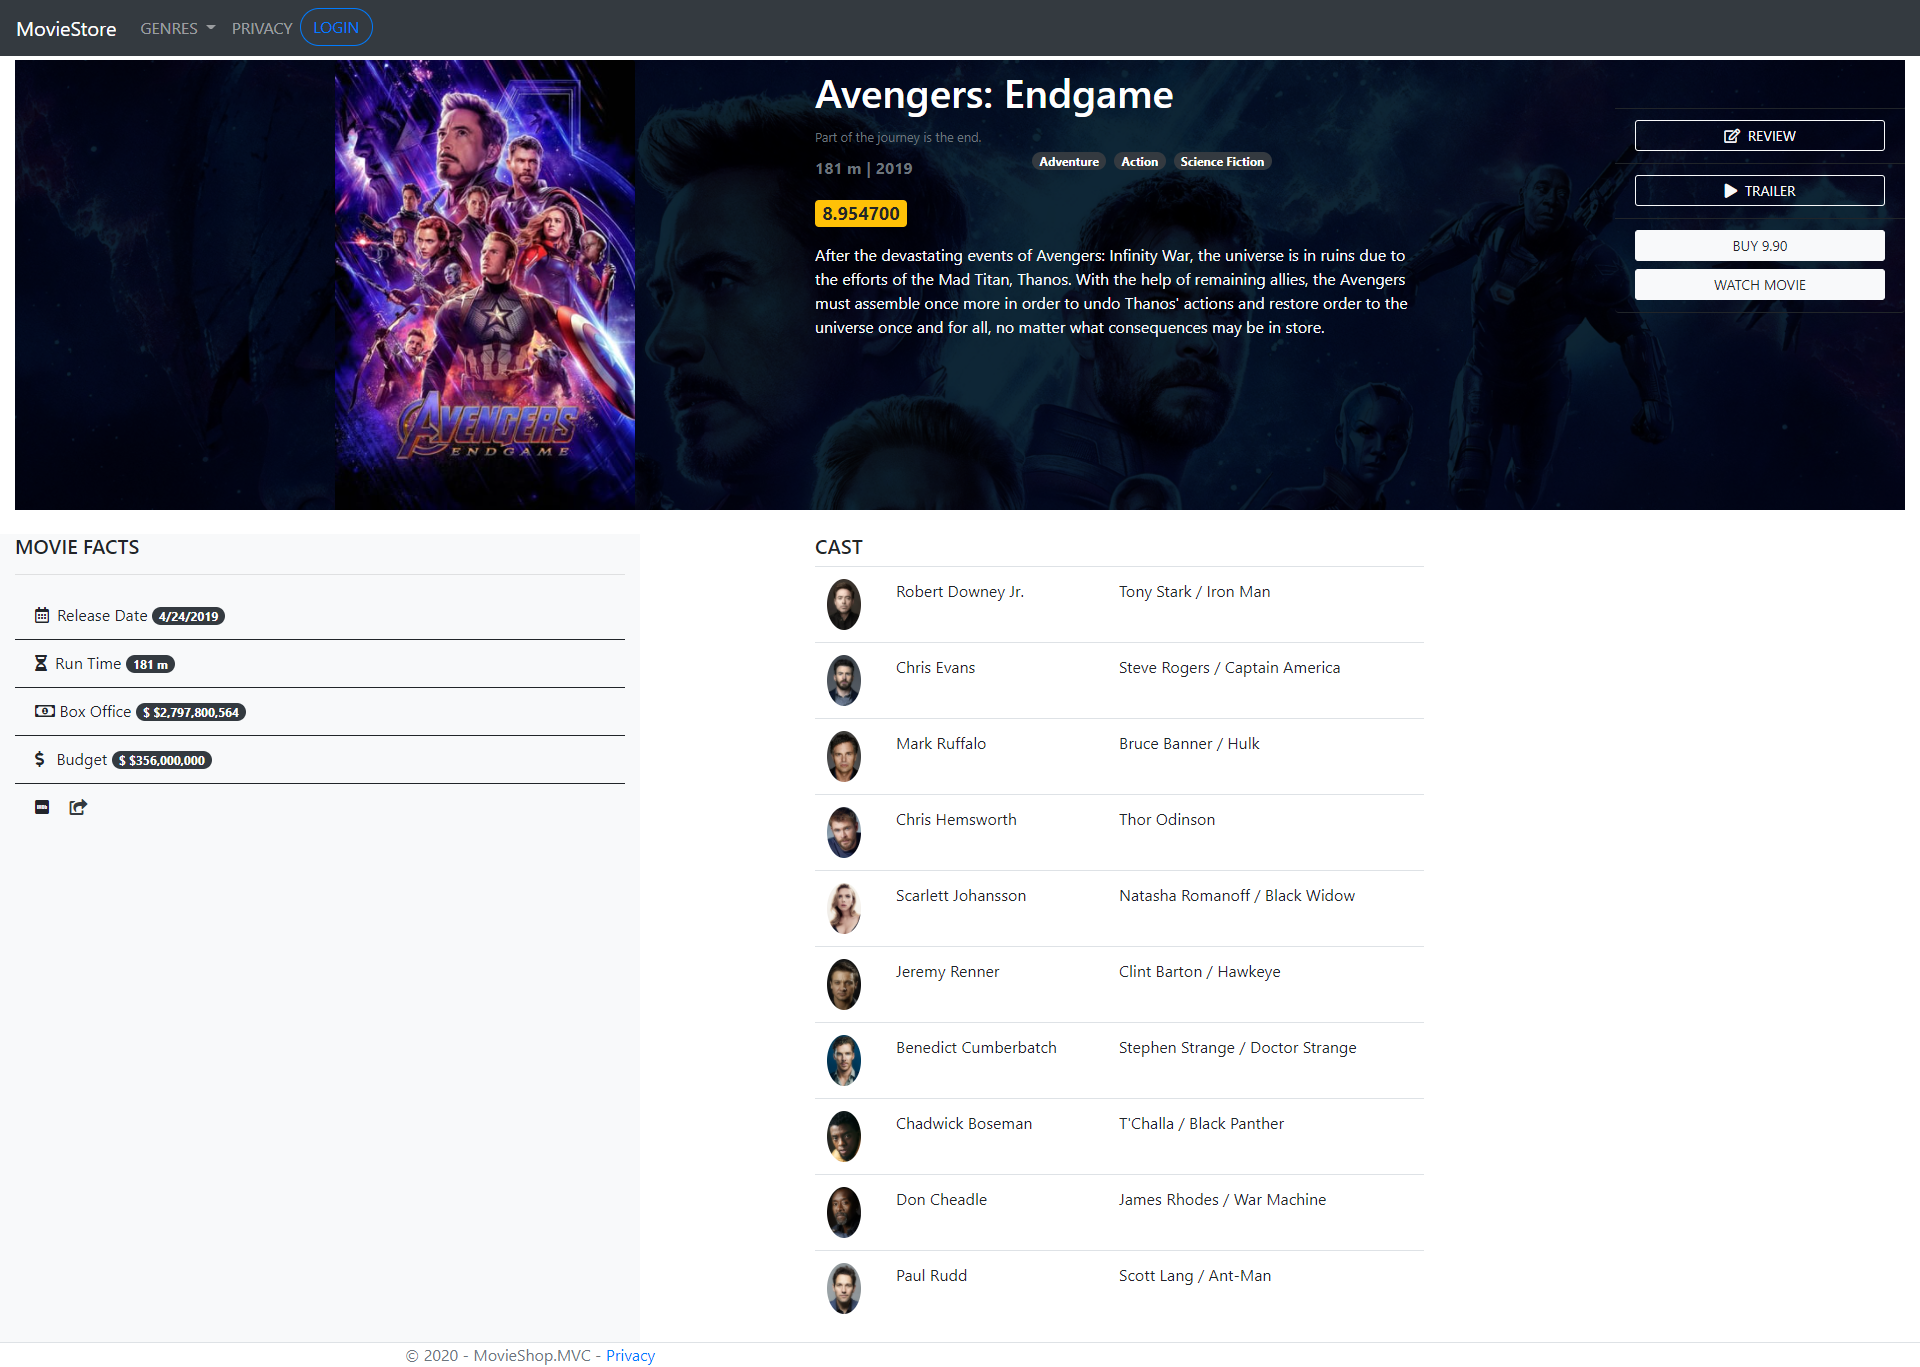 MovieStore GENRES PRIVACY LOGIN
AVENGERS
ENDGAME
Avengers: Endgame
Part of the journey is the end.
181 m | 2019
Adventure Action Science Fiction
8.954700
After the devastating events of Avengers: Infinity War, the universe is in ruins due to
the efforts of the Mad Titan, Thanos. With the help of remaining allies, the Avengers
must assemble once more in order to undo Thanos' actions and restore order to the
universe once and for all, no matter what consequences may be in store.
REVIEW
TRAILER
BUY 9.90
WATCH MOVIE
MOVIE FACTS
Release Date 4/24/2019
Run Time 181 m
Box Office $ $2,797,800,564
Budget $ $356,000,000
CAST
Robert Downey Jr. Tony Stark / Iron Man
Chris Evans Steve Rogers / Captain America
Mark Ruffalo Bruce Banner / Hulk
Chris Hemsworth Thor Odinson
Scarlett Johansson Natasha Romanoff / Black Widow
Jeremy Renner Clint Barton / Hawkeye
Benedict Cumberbatch Stephen Strange / Doctor Strange
Chadwick Boseman T'Challa / Black Panther
Don Cheadle James Rhodes / War Machine
Paul Rudd Scott Lang / Ant-Man
© 2020 - MovieShop.MVC - Privacy